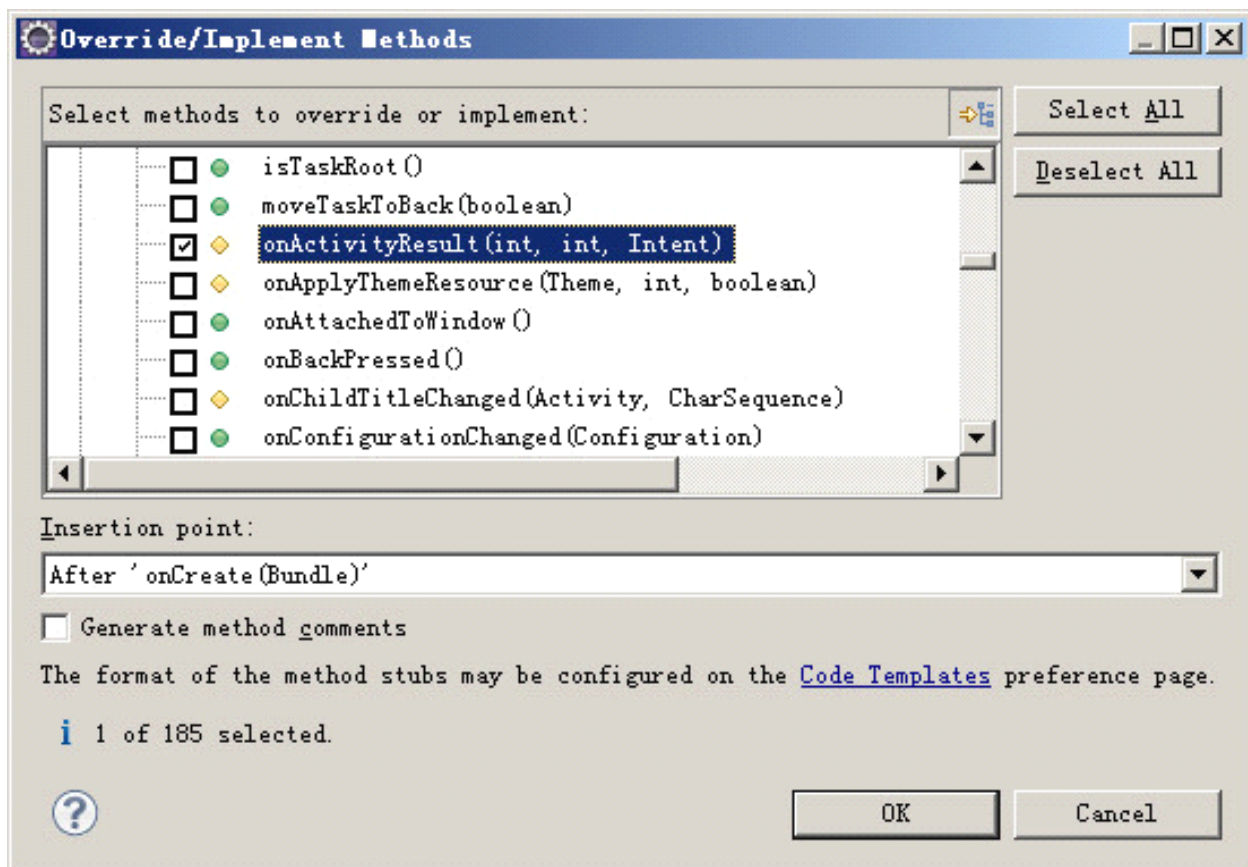 Override/Implement Methods
Select methods to override or implement:
Select All
Deselect All
isTaskRoot()
moveTaskToBack(boolean)
onActivityResult(int, int, Intent)
onApplyThemeResource(Theme, int, boolean)
onAttachedToWindow()
onBackPressed()
onChildTitleChanged(Activity, CharSequence)
onConfigurationChanged(Configuration)
Insertion point:
After 'onCreate(Bundle)'
Generate method comments
The format of the method stubs may be configured on the Code Templates preference page.
i 1 of 185 selected.
?
OK
Cancel